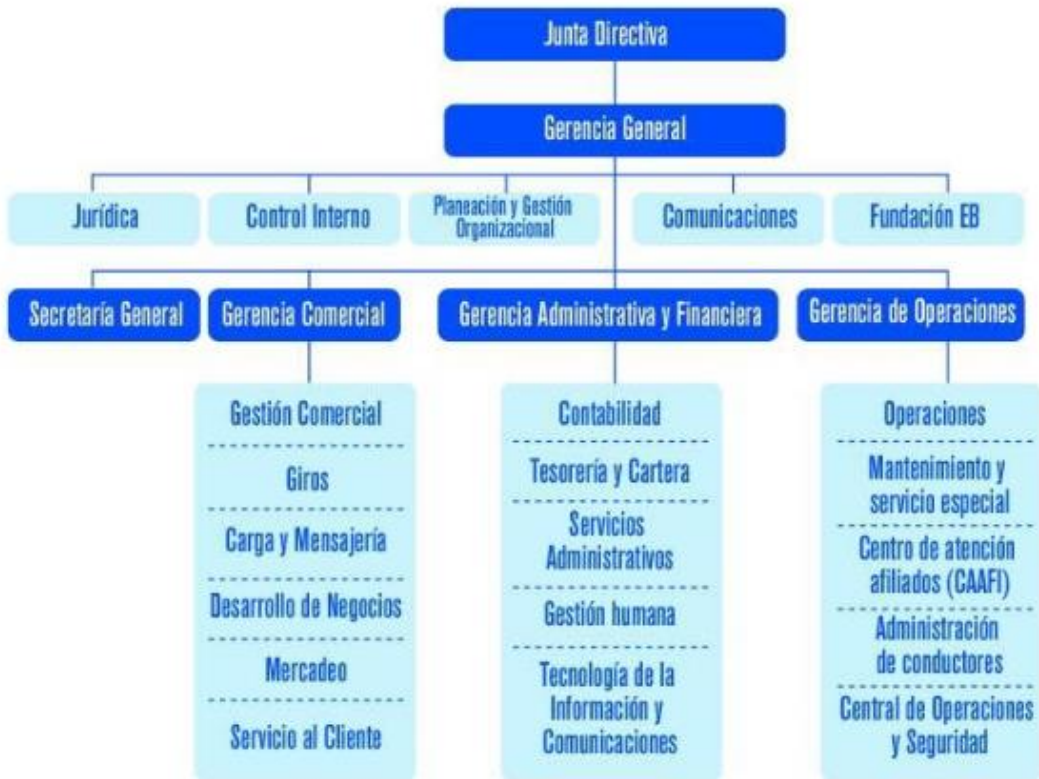 Junta Directiva
Gerencia General
Jurídica
Control Interno
Planeación y Gestión
Organizacional
Comunicaciones
Fundación EB
Secretaría General
Gerencia Comercial
Gerencia Administrativa y Financiera
Gerencia de Operaciones
Gestión Comercial
Giros
Carga y Mensajería
Desarrollo de Negocios
Mercadeo
Servicio al Cliente
Contabilidad
Tesorería y Cartera
Servicios
Administrativos
Gestión humana
Tecnología de la
Información y
Comunicaciones
Operaciones
Mantenimiento y
servicio especial
Centro de atención
afiliados (CAAFI)
Administración
de conductores
Central de Operaciones
y Seguridad